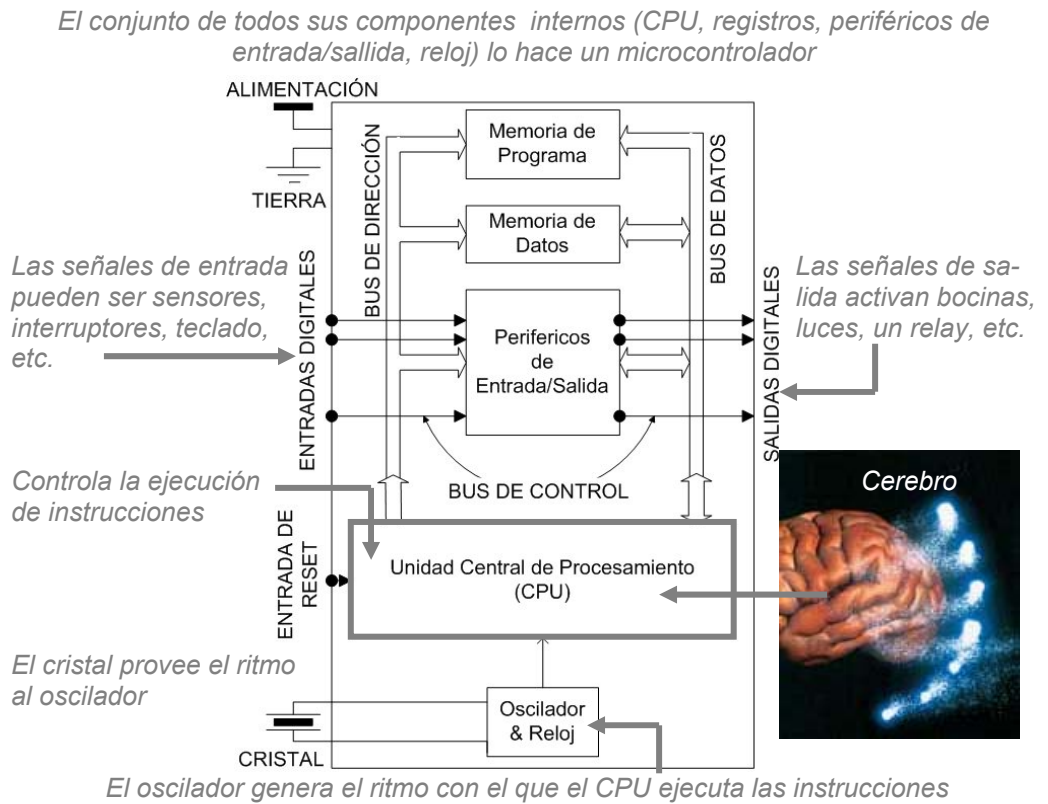 El conjunto de todos sus componentes internos (CPU, registros, periféricos de
entrada/sallida, reloj) lo hace un microcontrolador
ALIMENTACIÓN
TIERRA
BUS DE DIRECCIÓN
Memoria de
Programa
Memoria de
Datos
BUS DE DATOS
Las señales de entrada
pueden ser sensores,
interruptores, teclado,
etc.
ENTRADAS DIGITALES
Perifericos
de
Entrada/Salida
SALIDAS DIGITALES
Las señales de sa-
lida activan bocinas,
luces, un relay, etc.
Controla la ejecución
de instrucciones
BUS DE CONTROL
Cerebro
ENTRADA DE
RESET
Unidad Central de Procesamiento
(CPU)
El cristal provee el ritmo
al oscilador
CRISTAL
Oscilador
& Reloj
El oscilador genera el ritmo con el que el CPU ejecuta las instrucciones